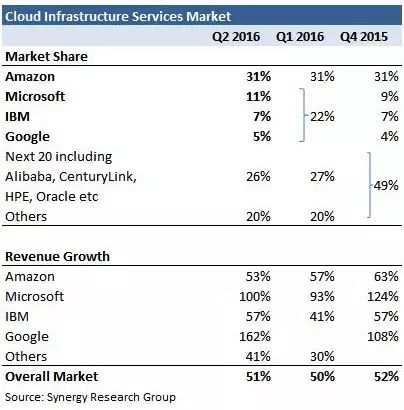 Cloud Infrastructure Services Market
Q2 2016 Q1 2016 Q4 2015
Market Share
Amazon 31% 31% 31%
Microsoft 11% 9%
IBM 7% 22% 7%
Google 5% 4%
Next 20 including
Alibaba, CenturyLink, 26% 27%
HPE, Oracle etc 49%
Others 20% 20%
Revenue Growth
Amazon 53% 57% 63%
Microsoft 100% 93% 124%
IBM 57% 41% 57%
Google 162% 108%
Others 41% 30%
Overall Market 51% 50% 52%
Source: Synergy Research Group